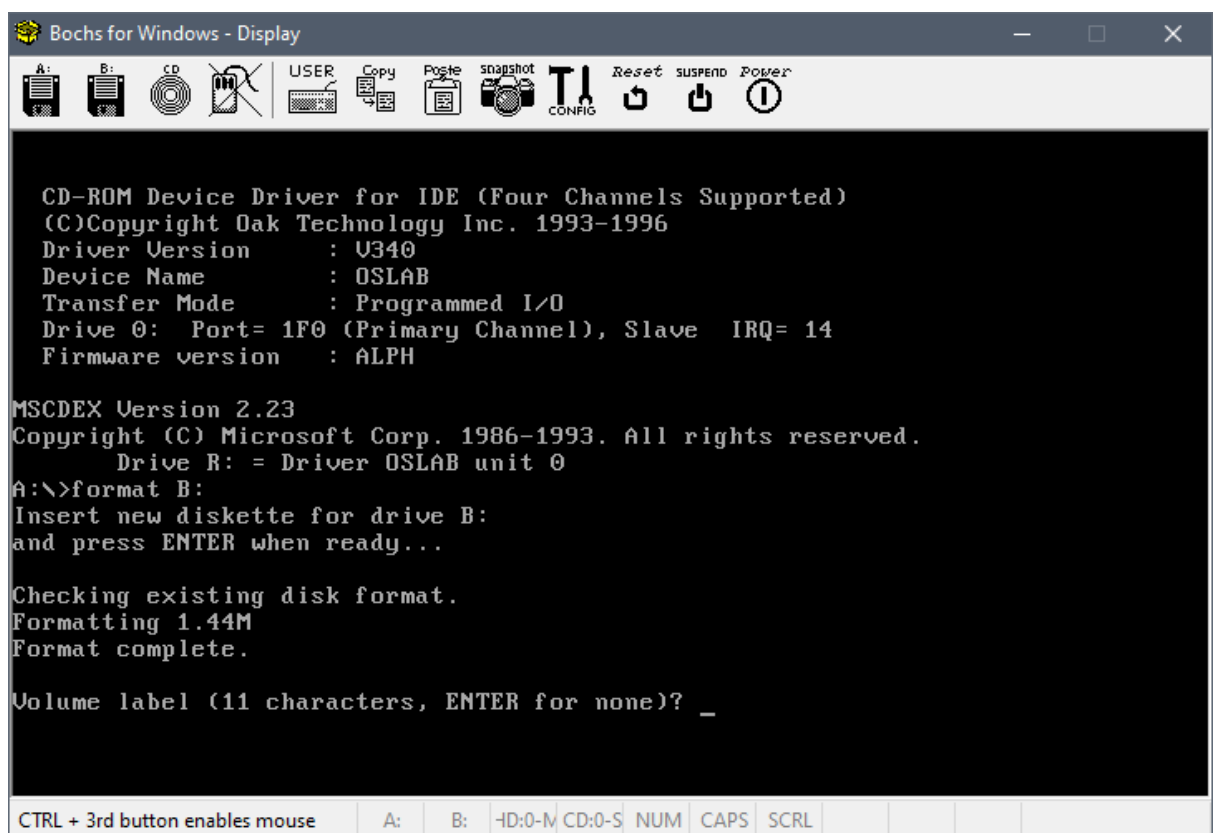 Bochs for Windows - Display
A: B: CD USER Copy Paste snapshot CONFIG Reset SUSPEND Power
CD-ROM Device Driver for IDE (Four Channels Supported)
(C)Copyright Oak Technology Inc. 1993-1996
Driver Version : V340
Device Name : OSLAB
Transfer Mode : Programmed I/O
Drive 0: Port= 1F0 (Primary Channel), Slave IRQ= 14
Firmware version : ALPH
MSCDEX Version 2.23
Copyright (C) Microsoft Corp. 1986-1993. All rights reserved.
Drive R: = Driver OSLAB unit 0
A:\>format B:
Insert new diskette for drive B:
and press ENTER when ready...
Checking existing disk format.
Formatting 1.44M
Format complete.
Volume label (11 characters, ENTER for none)? _
CTRL + 3rd button enables mouse A: B: HD:0-M CD:0-S NUM CAPS SCRL